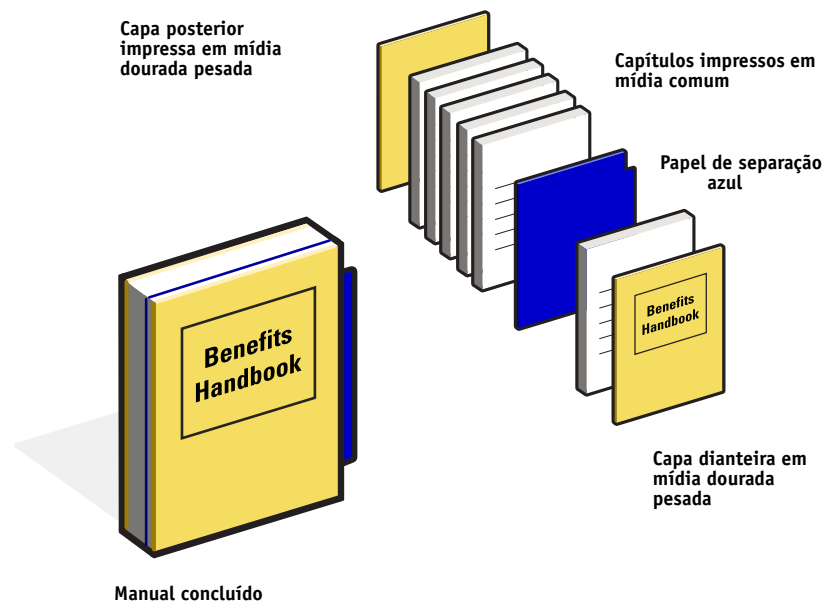 Capa posterior
impressa em mídia
dourada pesada
Capítulos impressos em
mídia comum
Papel de separação
azul
Benefits
Handbook
Benefits
Handbook
Capa dianteira em
mídia dourada
pesada
Manual concluído